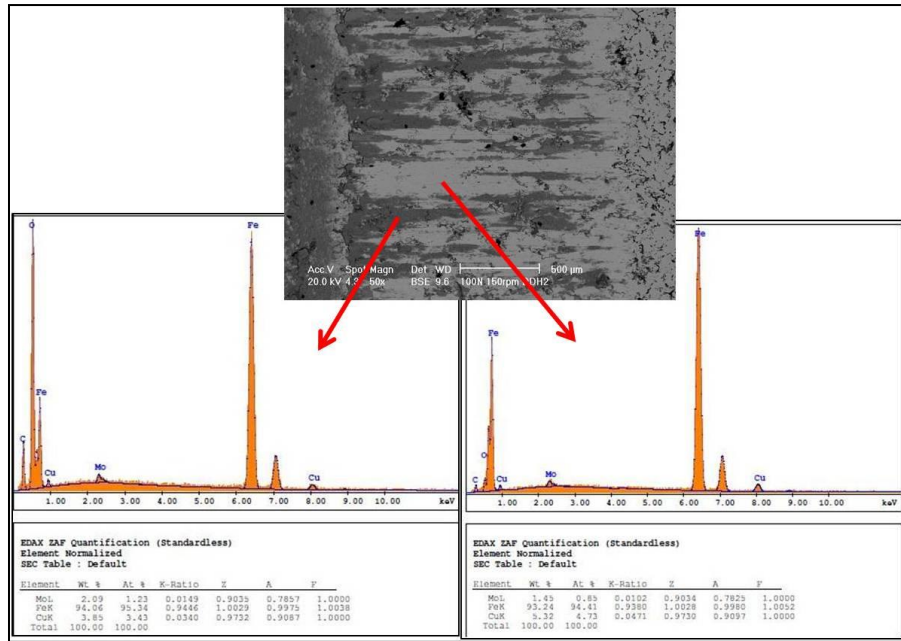 Acc.V Spot Magn Det WD 500 µm
20.0 kV 50x BSE 9.6 100N 150rpm
O
Fe
Fe
C
Cu
Mo
Cu
1.00 2.00 3.00 4.00 5.00 6.00 7.00 8.00 9.00 10.00 keV
Fe
Fe
O
C
Cu
Mo
Cu
1.00 2.00 3.00 4.00 5.00 6.00 7.00 8.00 9.00 10.00 keV
EDAX ZAF Quantification (Standardless)
Element Normalized
SEC Table : Default
Element Wt % At % K-Ratio Z A F
MoL 2.09 1.23 0.0149 0.9035 0.7857 1.0000
FeK 94.06 95.34 0.9446 1.0029 0.9975 1.0038
CuK 3.85 3.43 0.0340 0.9732 0.9087 1.0000
Total 100.00 100.00
EDAX ZAF Quantification (Standardless)
Element Normalized
SEC Table : Default
Element Wt % At % K-Ratio Z A F
MoL 1.45 0.85 0.0102 0.9034 0.7825 1.0000
FeK 93.24 94.41 0.9380 1.0028 0.9980 1.0052
CuK 5.32 4.73 0.0471 0.9730 0.9097 1.0000
Total 100.00 100.00